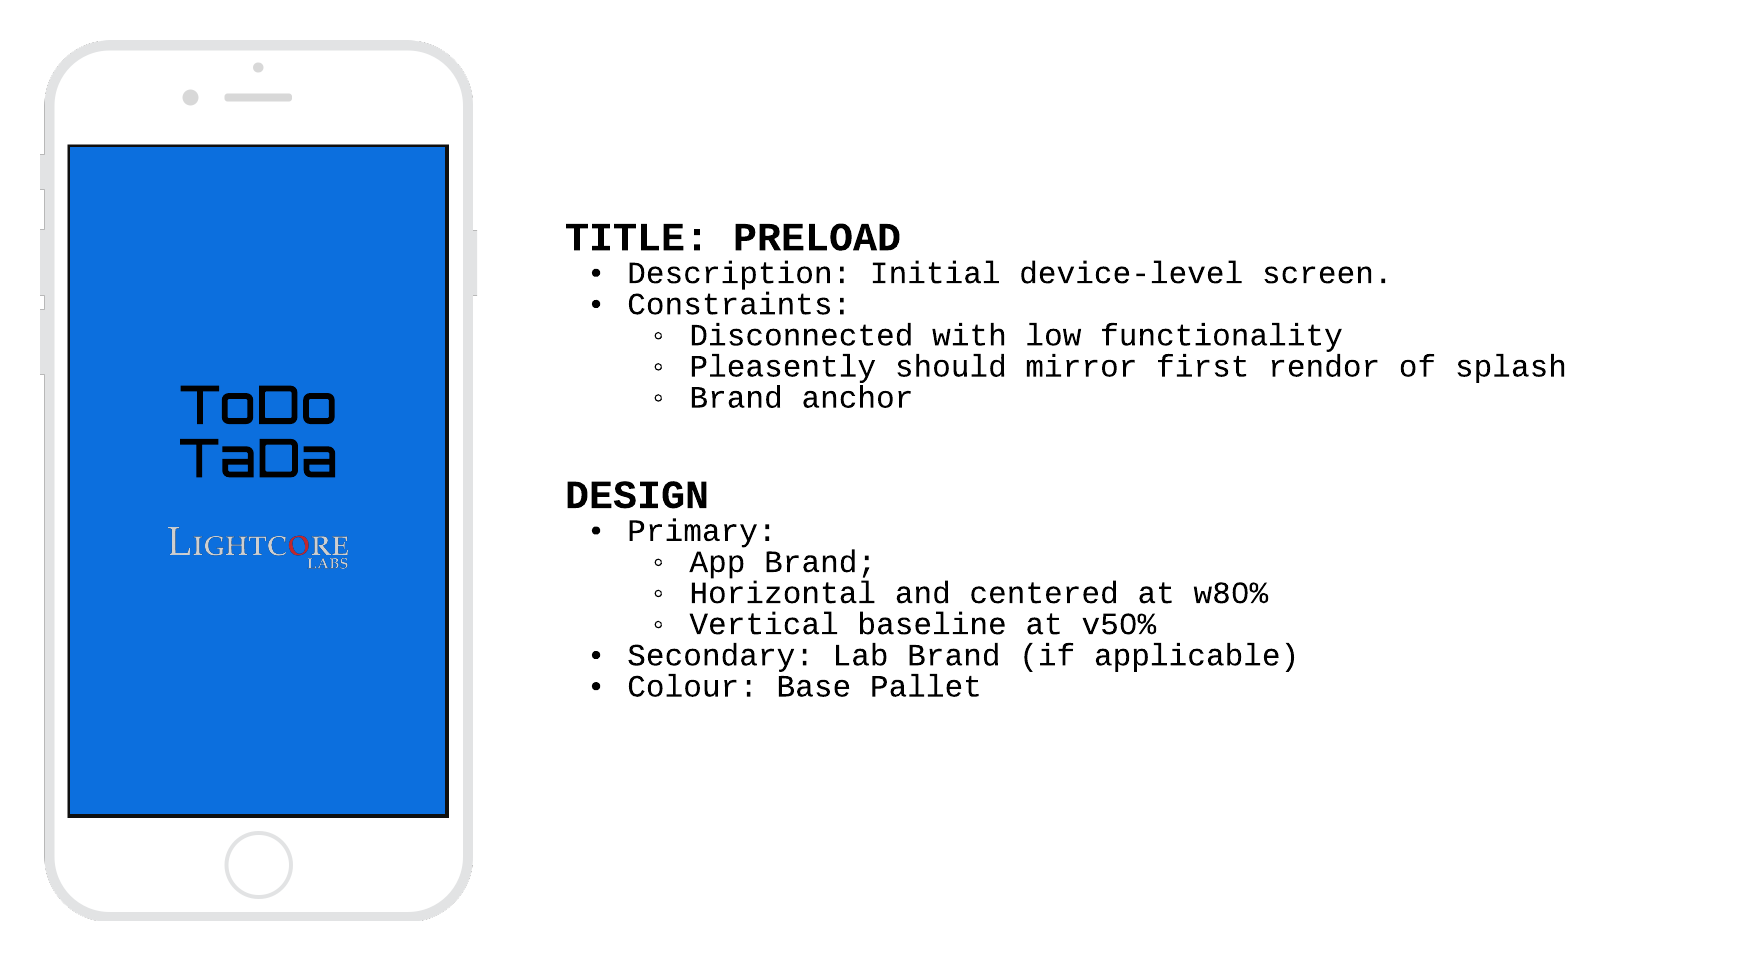 ToDo
TaDa
LIGHTCORE
LABS
TITLE: PRELOAD
• Description: Initial device-level screen.
• Constraints:
◦ Disconnected with low functionality
◦ Pleasently should mirror first rendor of splash
◦ Brand anchor
DESIGN
• Primary:
◦ App Brand;
◦ Horizontal and centered at w80%
◦ Vertical baseline at v50%
• Secondary: Lab Brand (if applicable)
• Colour: Base Pallet